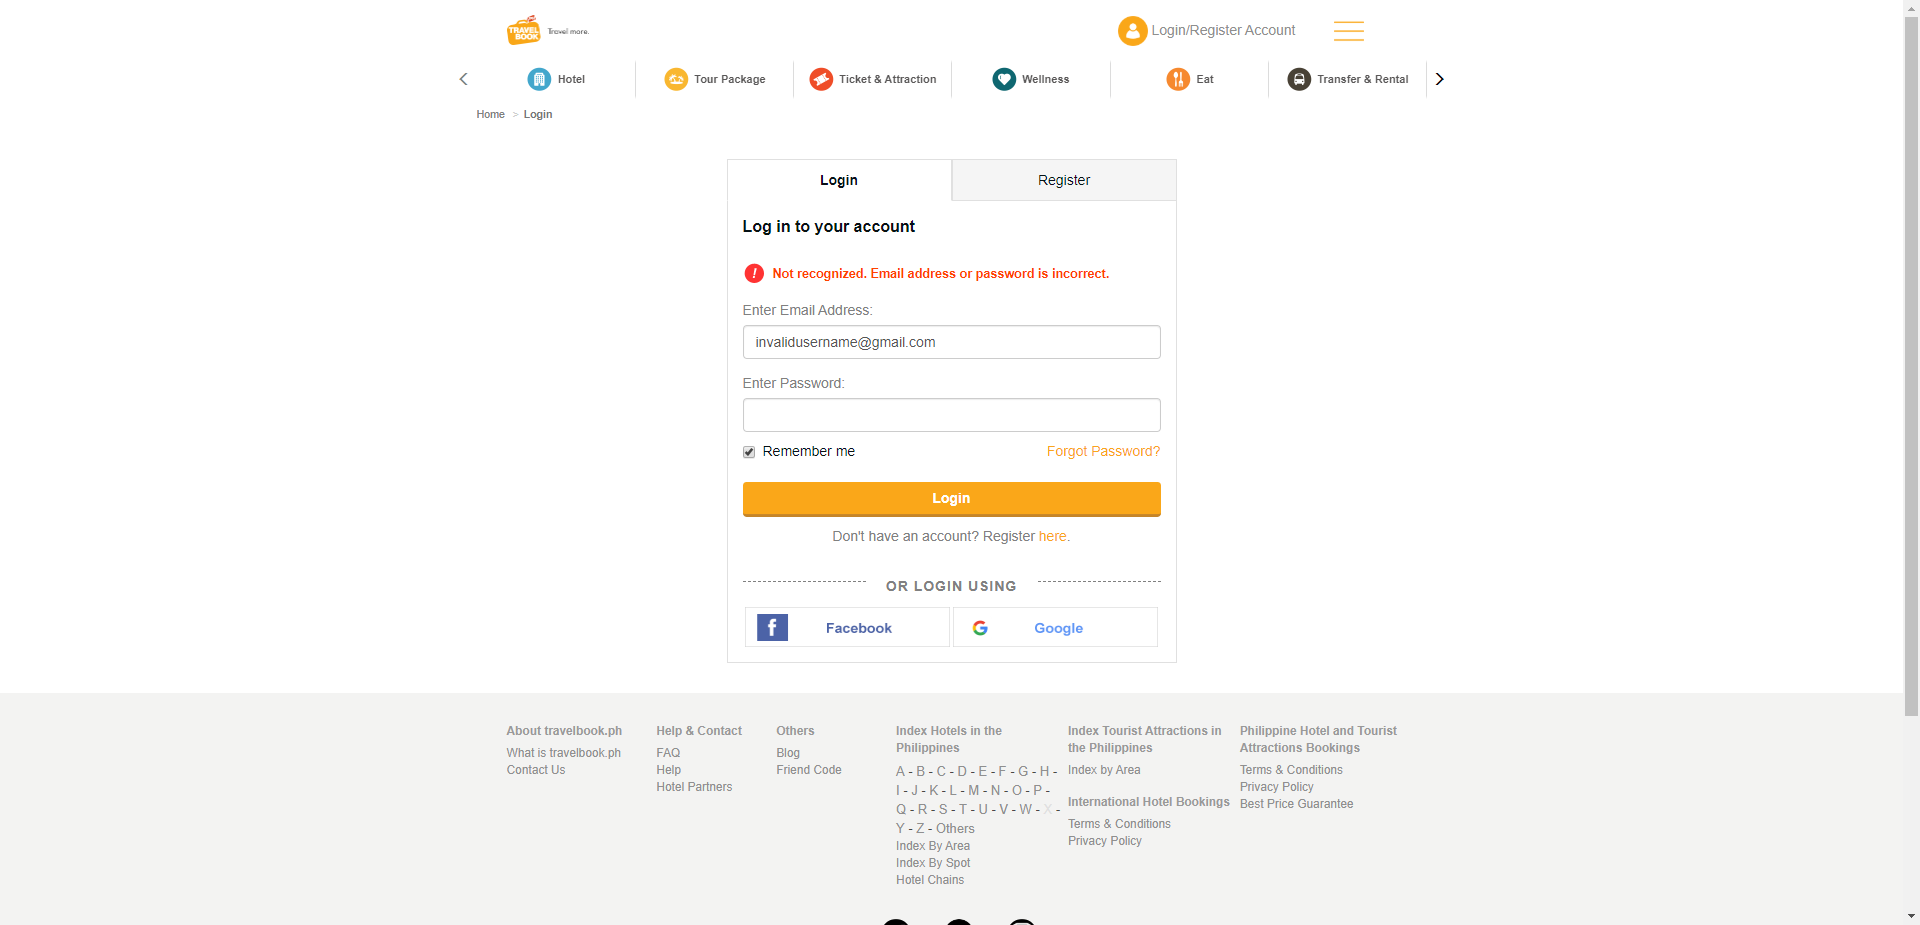 TRAVEL BOOK Travel more.
Login/Register Account
Hotel
Tour Package
Ticket & Attraction
Wellness
Eat
Transfer & Rental
Home > Login
Login
Register
Log in to your account
Not recognized. Email address or password is incorrect.
Enter Email Address:
invalidusername@gmail.com
Enter Password:
Remember me
Forgot Password?
Login
Don't have an account? Register here.
OR LOGIN USING
Facebook
Google
About travelbook.ph
What is travelbook.ph
Contact Us
Help & Contact
FAQ
Help
Hotel Partners
Others
Blog
Friend Code
Index Hotels in the
Philippines
A - B - C - D - E - F - G - H -
I - J - K - L - M - N - O - P -
Q - R - S - T - U - V - W - X -
Y - Z - Others
Index By Area
Index By Spot
Hotel Chains
Index Tourist Attractions in
the Philippines
Index by Area
International Hotel Bookings
Terms & Conditions
Privacy Policy
Philippine Hotel and Tourist
Attractions Bookings
Terms & Conditions
Privacy Policy
Best Price Guarantee